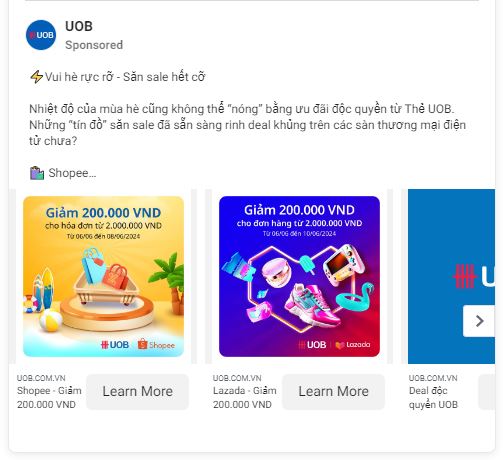 UOB
UOB
Sponsored
⚡Vui hè rực rỡ - Săn sale hết cỡ
Nhiệt độ của mùa hè cũng không thể “nóng” bằng ưu đãi độc quyền từ Thẻ UOB.
Những “tín đồ” săn sale đã sẵn sàng rinh deal khủng trên các sàn thương mại điện
tử chưa?
🛍️ Shopee...
Giảm 200.000 VND
cho hóa đơn từ 2.000.000 VND
Từ 06/06 đến 08/06/2024
UOB
Shopee
Giảm 200.000 VND
cho đơn hàng từ 2.000.000 VND
Từ 06/06 đến 10/06/2024
UOB
Lazada
U
UOB.COM.VN
Shopee - Giảm
200.000 VND
Learn More
UOB.COM.VN
Lazada - Giảm
200.000 VND
Learn More
UOB.COM.VN
Deal độc
quyền UOB